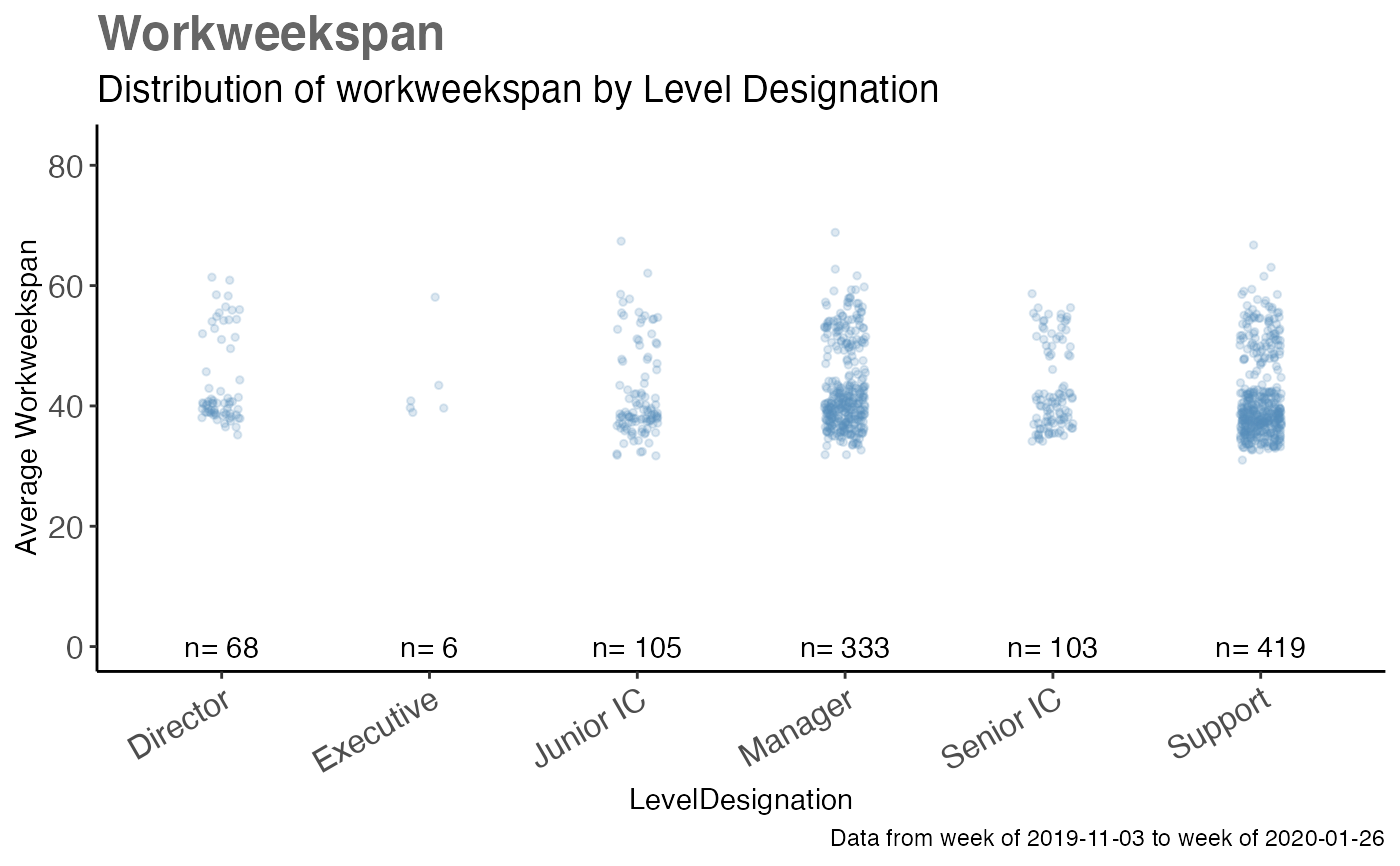 Workweekspan
Distribution of workweekspan by Level Designation
Average Workweekspan
80
60
40
20
0
n= 68 n= 6 n= 105 n= 333 n= 103 n= 419
Director Executive Junior IC Manager Senior IC Support
LevelDesignation
Data from week of 2019-11-03 to week of 2020-01-26